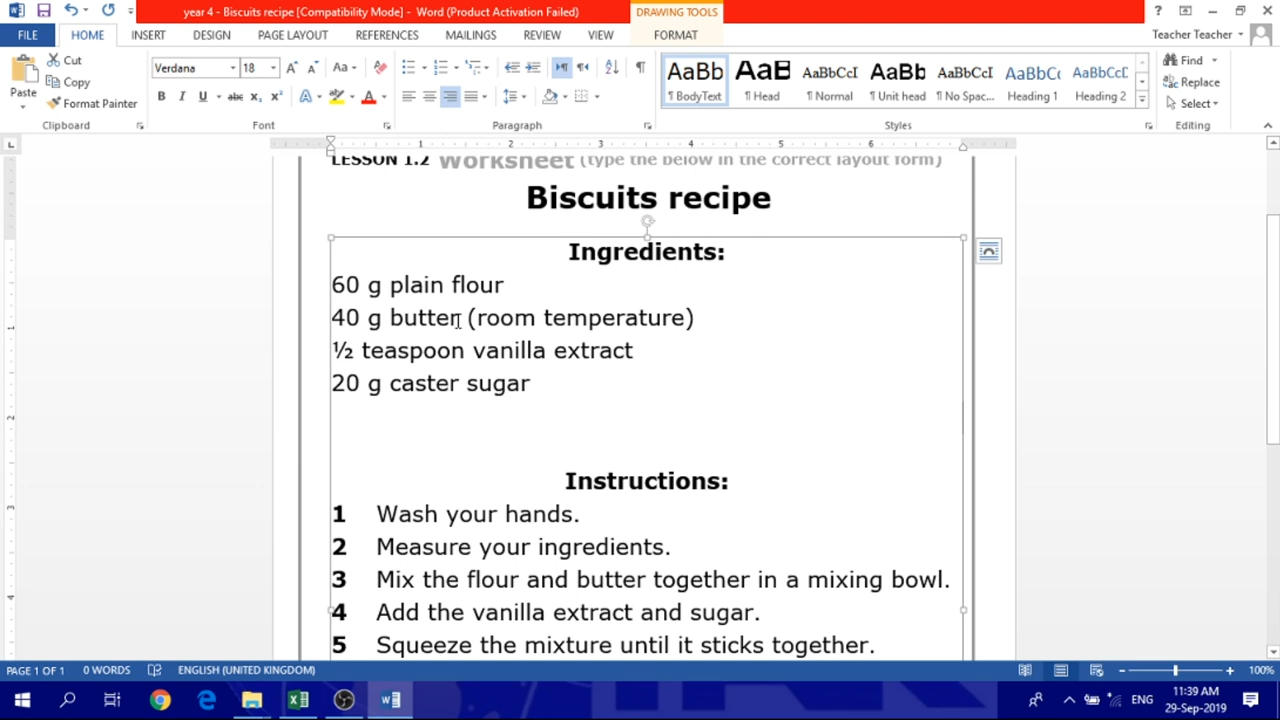 year 4 - Biscuits recipe [Compatibility Mode] - Word (Product Activation Failed)
DRAWING TOOLS
FILE HOME INSERT DESIGN PAGE LAYOUT REFERENCES MAILINGS REVIEW VIEW FORMAT
Teacher Teacher
Paste
Cut
Copy
Format Painter
Clipboard
Verdana 18
Font
Paragraph
AaBb AaB AaBbCcI AaBb AaBbCcI AaBbCc AaBbCcD
¶ BodyText ¶ Head ¶ Normal ¶ Unit head ¶ No Spac... Heading 1 Heading 2
Styles
Find
Replace
Select
Editing
1 2 3 4 5 6
LESSON 1.2 Worksheet (type the below in the correct layout form)
Biscuits recipe
Ingredients:
60 g plain flour
40 g butter (room temperature)
½ teaspoon vanilla extract
20 g caster sugar
Instructions:
1 Wash your hands.
2 Measure your ingredients.
3 Mix the flour and butter together in a mixing bowl.
4 Add the vanilla extract and sugar.
5 Squeeze the mixture until it sticks together.
PAGE 1 OF 1 0 WORDS ENGLISH (UNITED KINGDOM) 100%
ENG
11:39 AM
29-Sep-2019